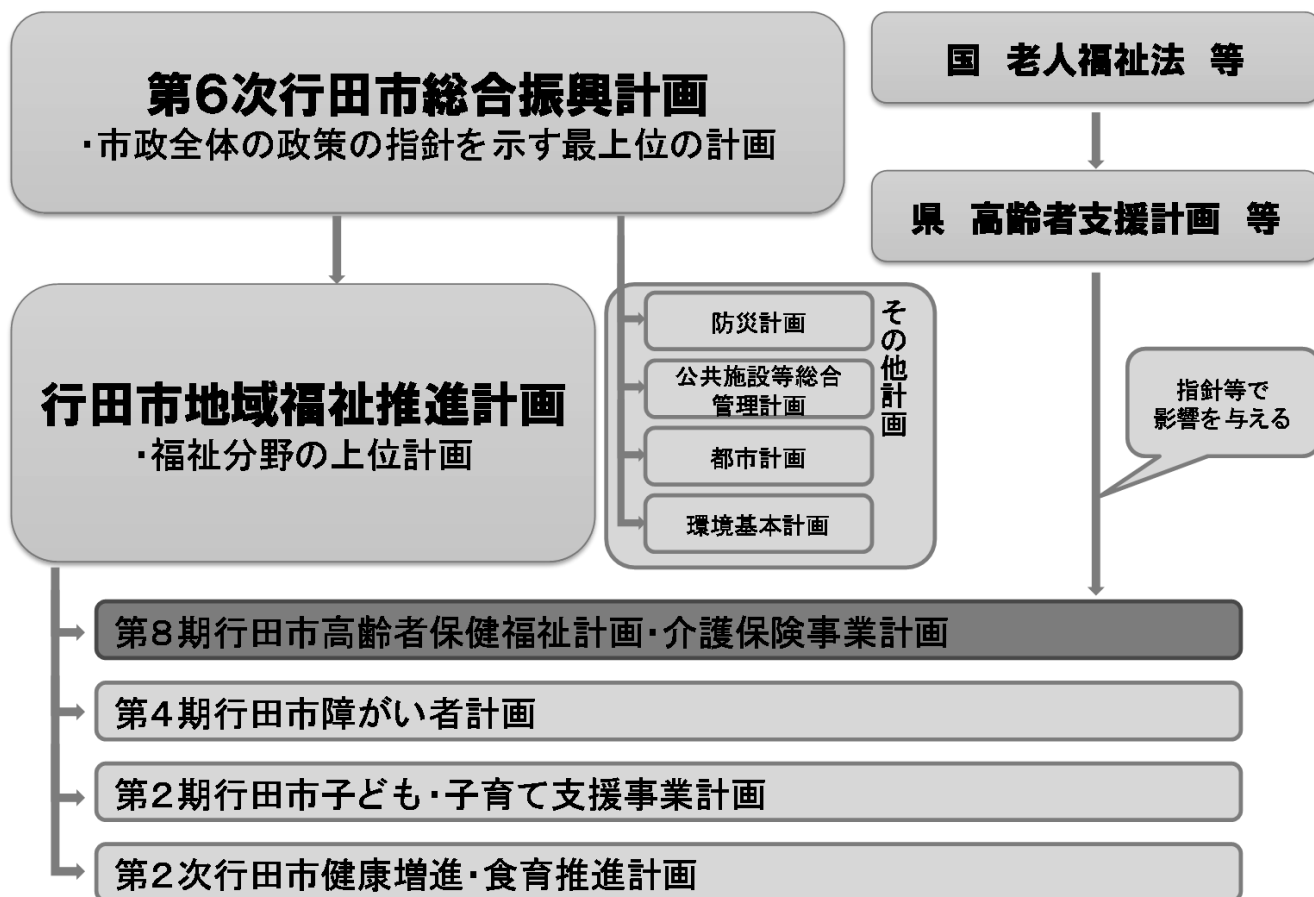 第6次行田市総合振興計画
・市政全体の政策の指針を示す最上位の計画
国 老人福祉法 等
県 高齢者支援計画 等
行田市地域福祉推進計画
・福祉分野の上位計画
その他計画
防災計画
公共施設等総合
管理計画
都市計画
環境基本計画
指針等で
影響を与える
第8期行田市高齢者保健福祉計画・介護保険事業計画
第4期行田市障がい者計画
第2期行田市子ども・子育て支援事業計画
第2次行田市健康増進・食育推進計画